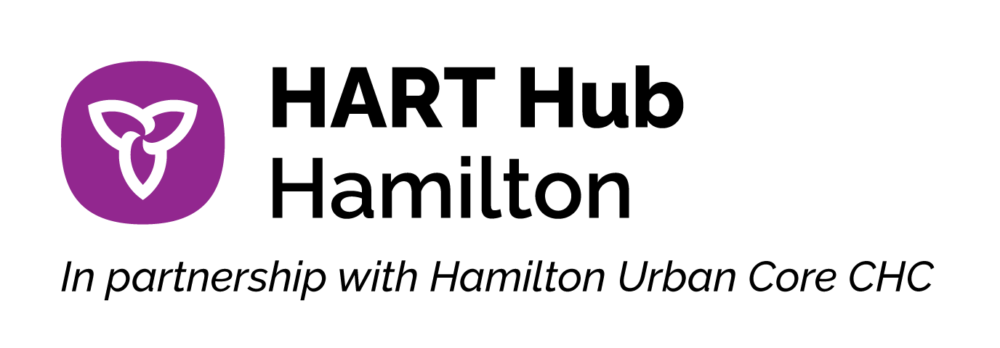 HART Hub
Hamilton
In partnership with Hamilton Urban Core CHC